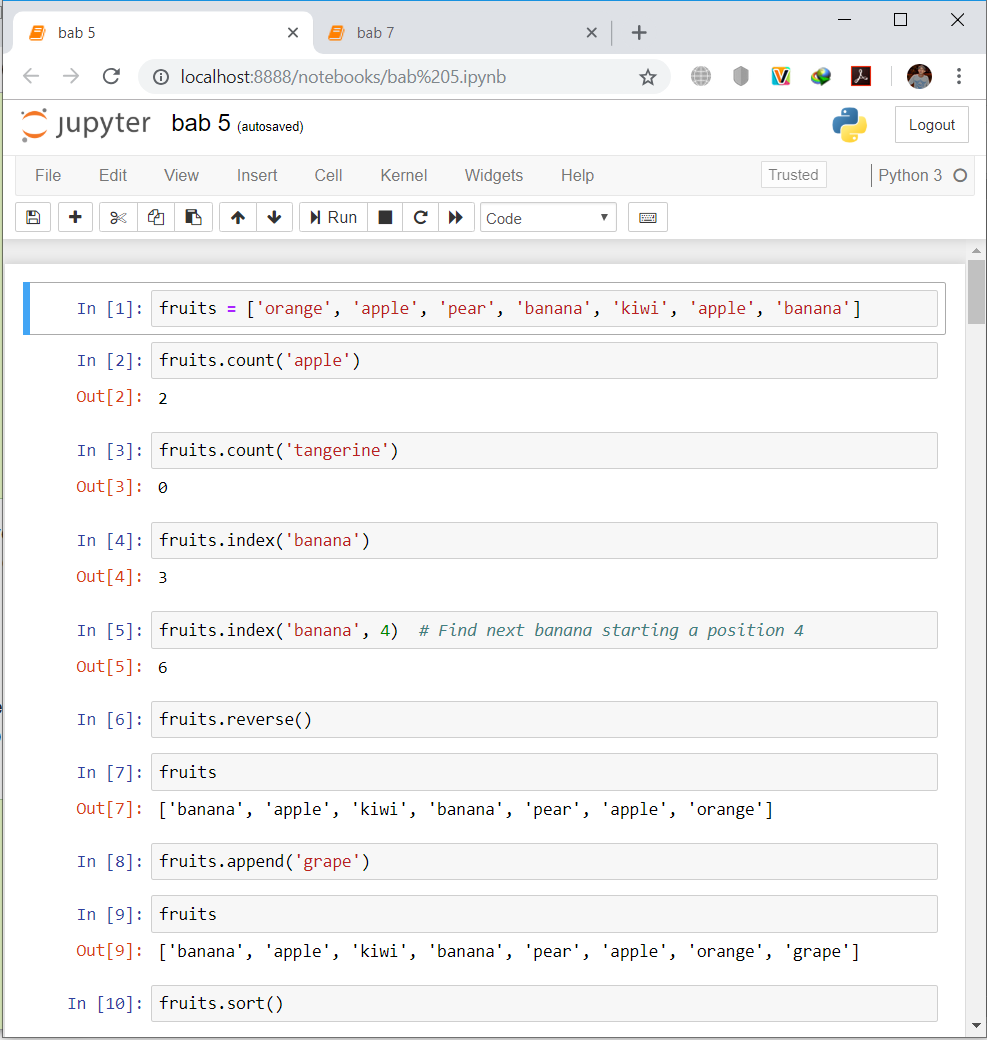 bab 5
bab 7
localhost:8888/notebooks/bab%205.ipynb
jupyter bab 5 (autosaved)
Logout
File Edit View Insert Cell Kernel Widgets Help Trusted Python 3
Run Code
In [1]: fruits = ['orange', 'apple', 'pear', 'banana', 'kiwi', 'apple', 'banana']
In [2]: fruits.count('apple')
Out[2]: 2
In [3]: fruits.count('tangerine')
Out[3]: 0
In [4]: fruits.index('banana')
Out[4]: 3
In [5]: fruits.index('banana', 4)  # Find next banana starting a position 4
Out[5]: 6
In [6]: fruits.reverse()
In [7]: fruits
Out[7]: ['banana', 'apple', 'kiwi', 'banana', 'pear', 'apple', 'orange']
In [8]: fruits.append('grape')
In [9]: fruits
Out[9]: ['banana', 'apple', 'kiwi', 'banana', 'pear', 'apple', 'orange', 'grape']
In [10]: fruits.sort()